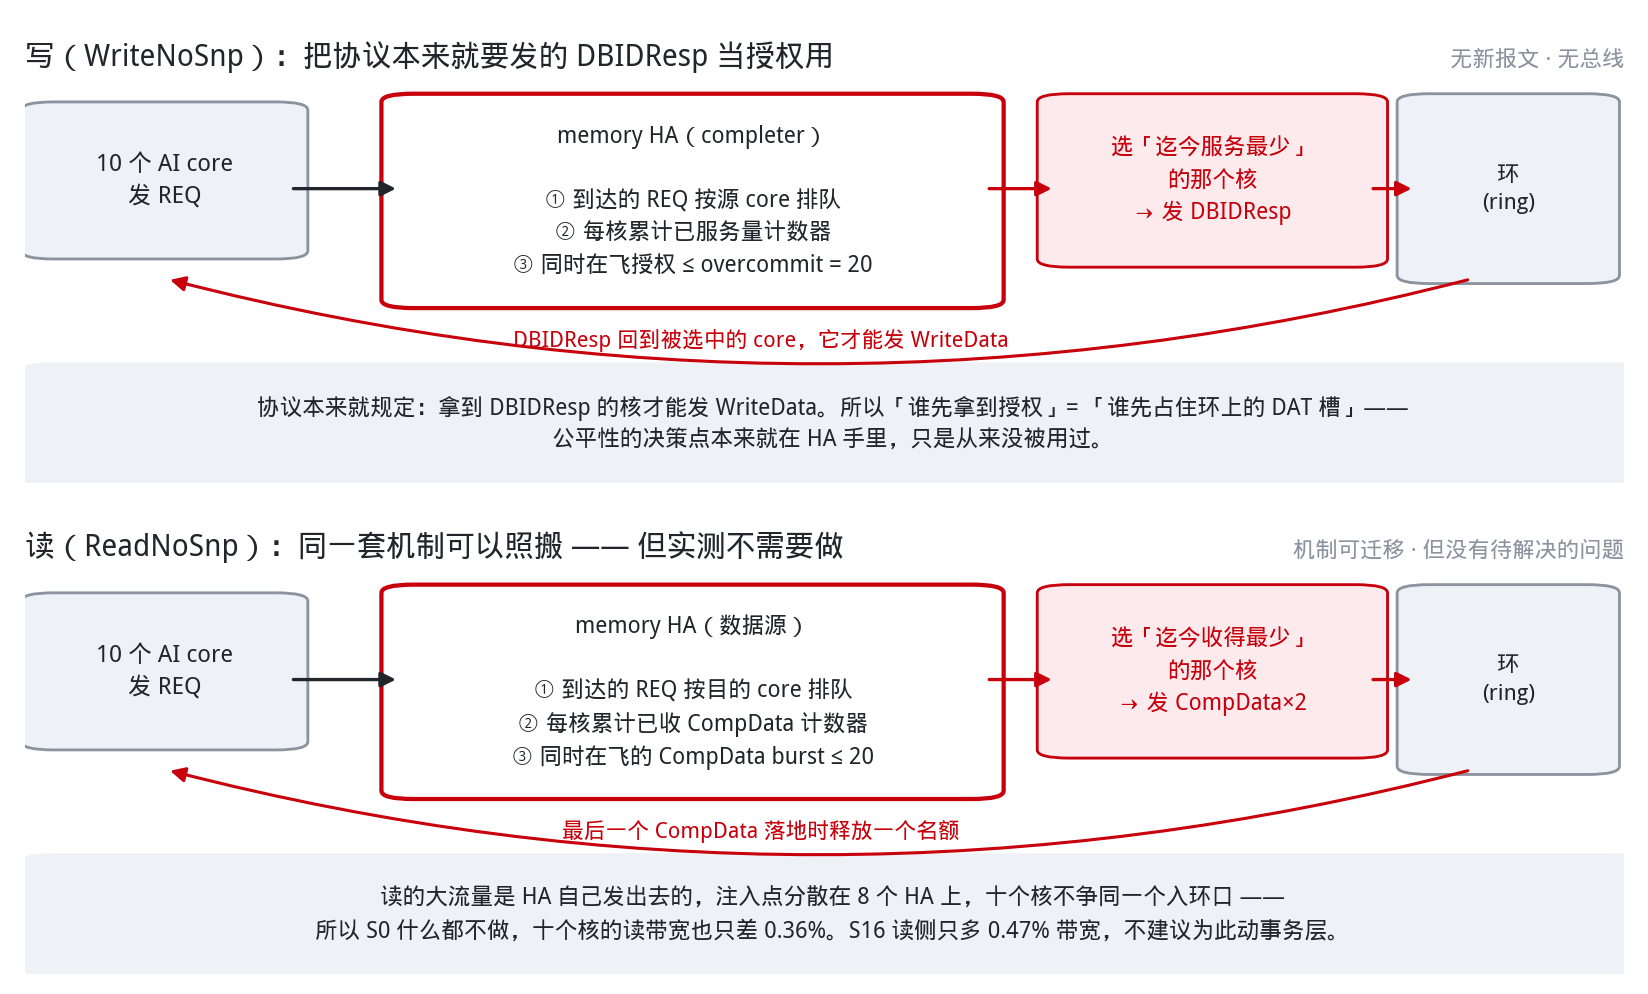 写（WriteNoSnp）：把协议本来就要发的 DBIDResp 当授权用
无新报文 · 无总线
10 个 AI core
发 REQ
memory HA（completer）
① 到达的 REQ 按源 core 排队
② 每核累计已服务量计数器
③ 同时在飞授权 ≤ overcommit = 20
选「迄今服务最少」
的那个核
→ 发 DBIDResp
环
(ring)
DBIDResp 回到被选中的 core，它才能发 WriteData
协议本来就规定：拿到 DBIDResp 的核才能发 WriteData。所以「谁先拿到授权」=「谁先占住环上的 DAT 槽」——
公平性的决策点本来就在 HA 手里，只是从来没被用过。
读（ReadNoSnp）：同一套机制可以照搬 —— 但实测不需要做
机制可迁移 · 但没有待解决的问题
10 个 AI core
发 REQ
memory HA（数据源）
① 到达的 REQ 按目的 core 排队
② 每核累计已收 CompData 计数器
③ 同时在飞的 CompData burst ≤ 20
选「迄今收得最少」
的那个核
→ 发 CompData×2
环
(ring)
最后一个 CompData 落地时释放一个名额
读的大流量是 HA 自己发出去的，注入点分散在 8 个 HA 上，十个核不争同一个入环口 ——
所以 S0 什么都不做，十个核的读带宽也只差 0.36%。S16 读侧只多 0.47% 带宽，不建议为此动事务层。